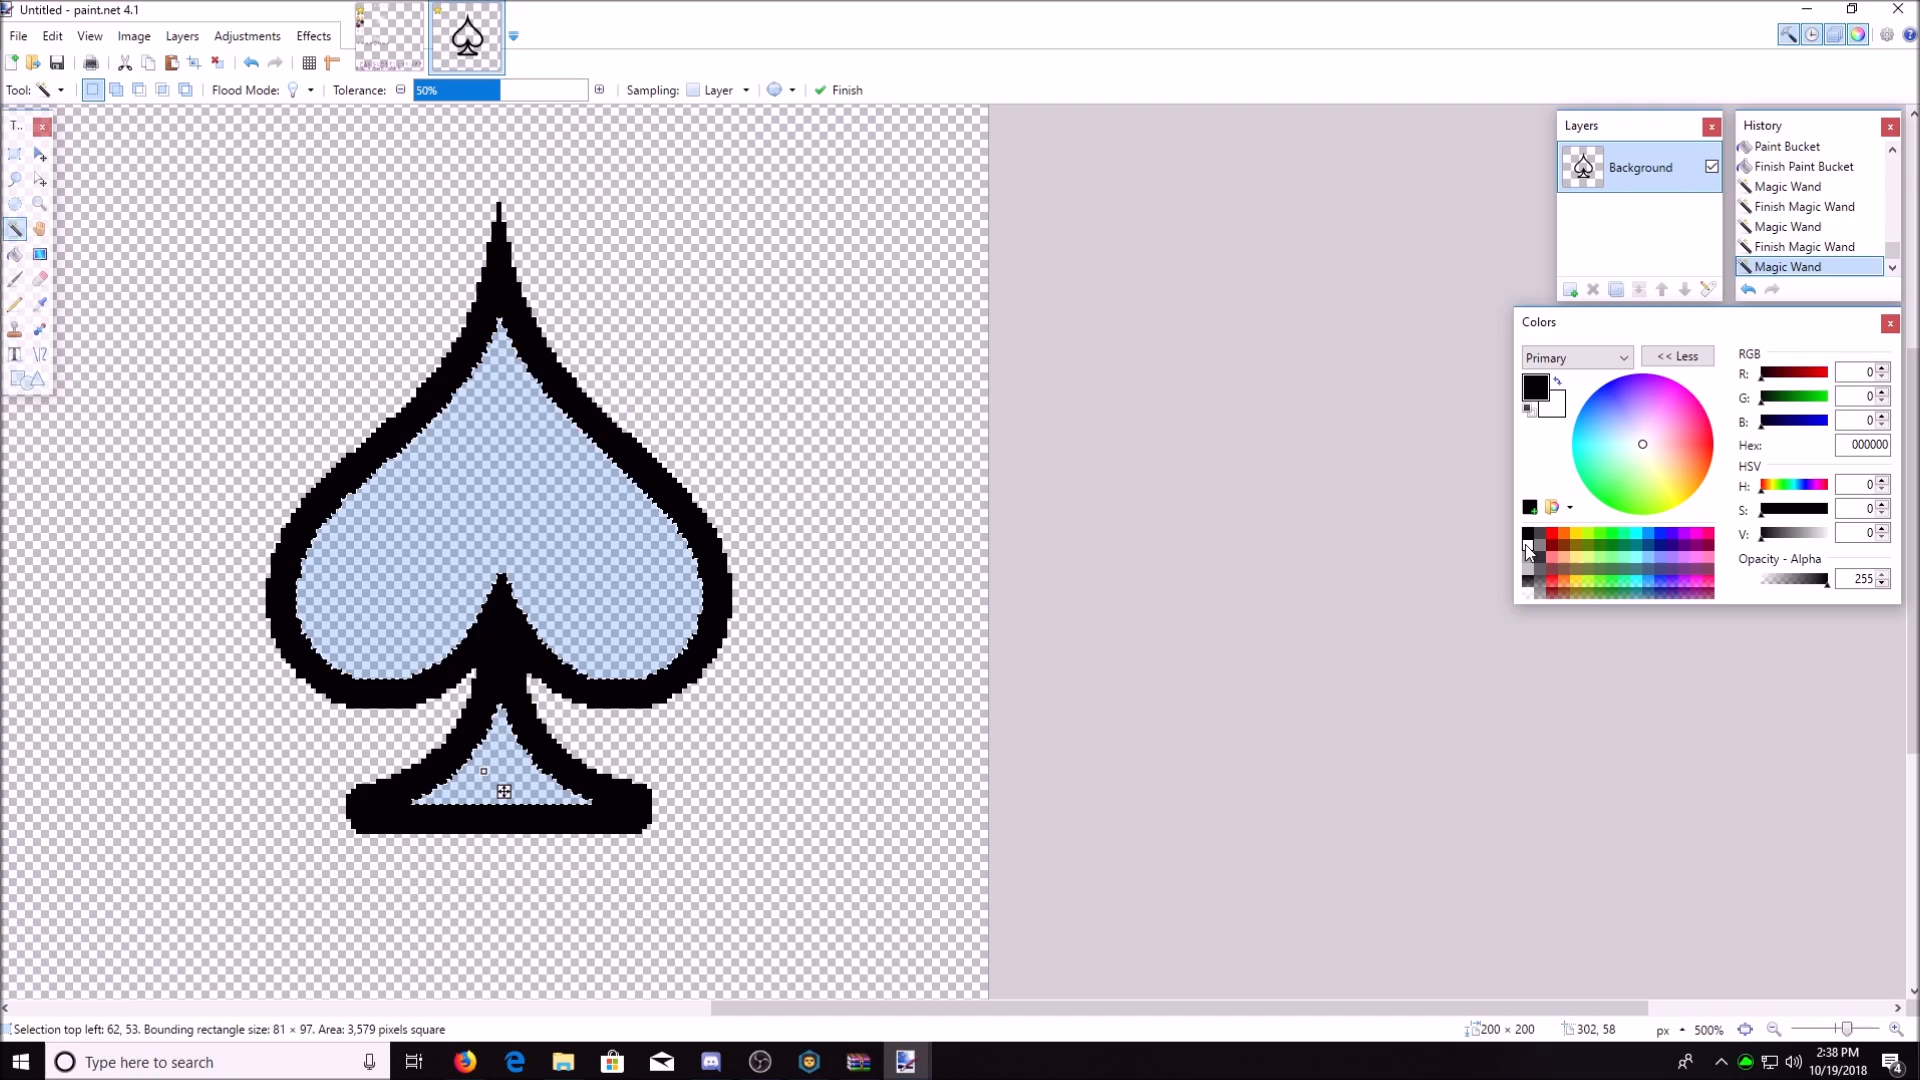 Untitled - paint.net 4.1
File Edit View Image Layers Adjustments Effects
Tool: Flood Mode: Tolerance: 50% Sampling: Layer Finish
T..
Layers
Background
History
Paint Bucket
Finish Paint Bucket
Magic Wand
Finish Magic Wand
Magic Wand
Finish Magic Wand
Magic Wand
Colors
Primary << Less
RGB
R: 0
G: 0
B: 0
Hex: 000000
HSV
H: 0
S: 0
V: 0
Opacity - Alpha
255
Selection top left: 62, 53. Bounding rectangle size: 81 × 97. Area: 3,579 pixels square 200 × 200 302, 58 px 500%
Type here to search
2:38 PM
10/19/2018
4